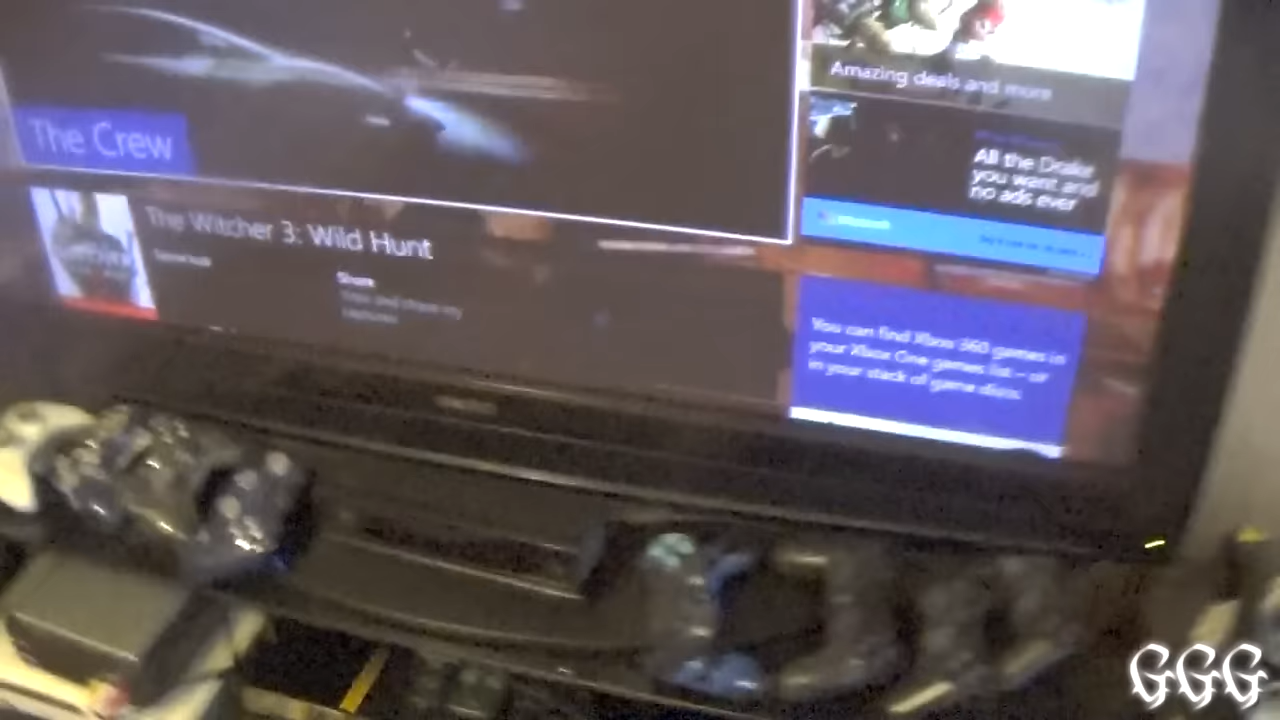 Amazing deals and more
The Crew
All the Drake
you want and
no ads ever
The Witcher 3: Wild Hunt
Share
You can find Xbox 360 games in
your Xbox One games list - or
in your stack of game discs.
GGG